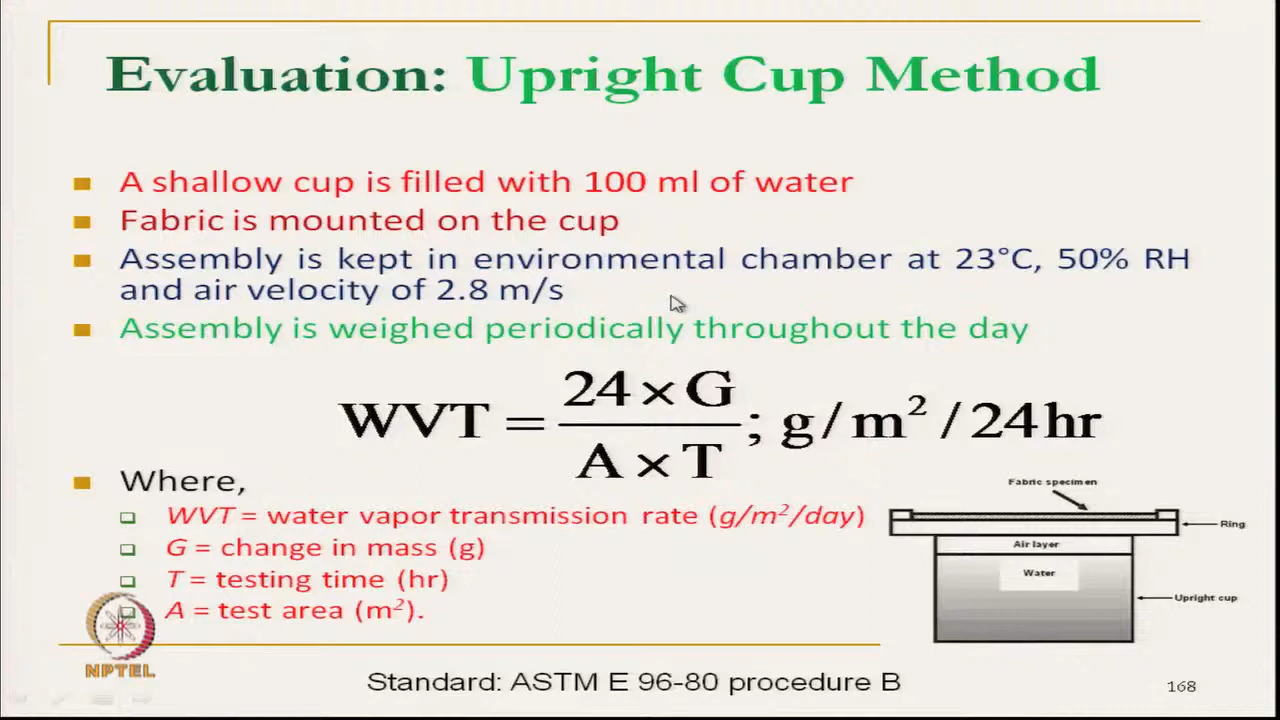 Evaluation: Upright Cup Method
A shallow cup is filled with 100 ml of water
Fabric is mounted on the cup
Assembly is kept in environmental chamber at 23°C, 50% RH
and air velocity of 2.8 m/s
Assembly is weighed periodically throughout the day
WVT = 24 × G / A × T ; g/m²/24hr
Where,
WVT = water vapor transmission rate (g/m²/day)
G = change in mass (g)
T = testing time (hr)
A = test area (m²).
Fabric specimen
Ring
Air layer
Water
Upright cup
NPTEL
Standard: ASTM E 96-80 procedure B
168